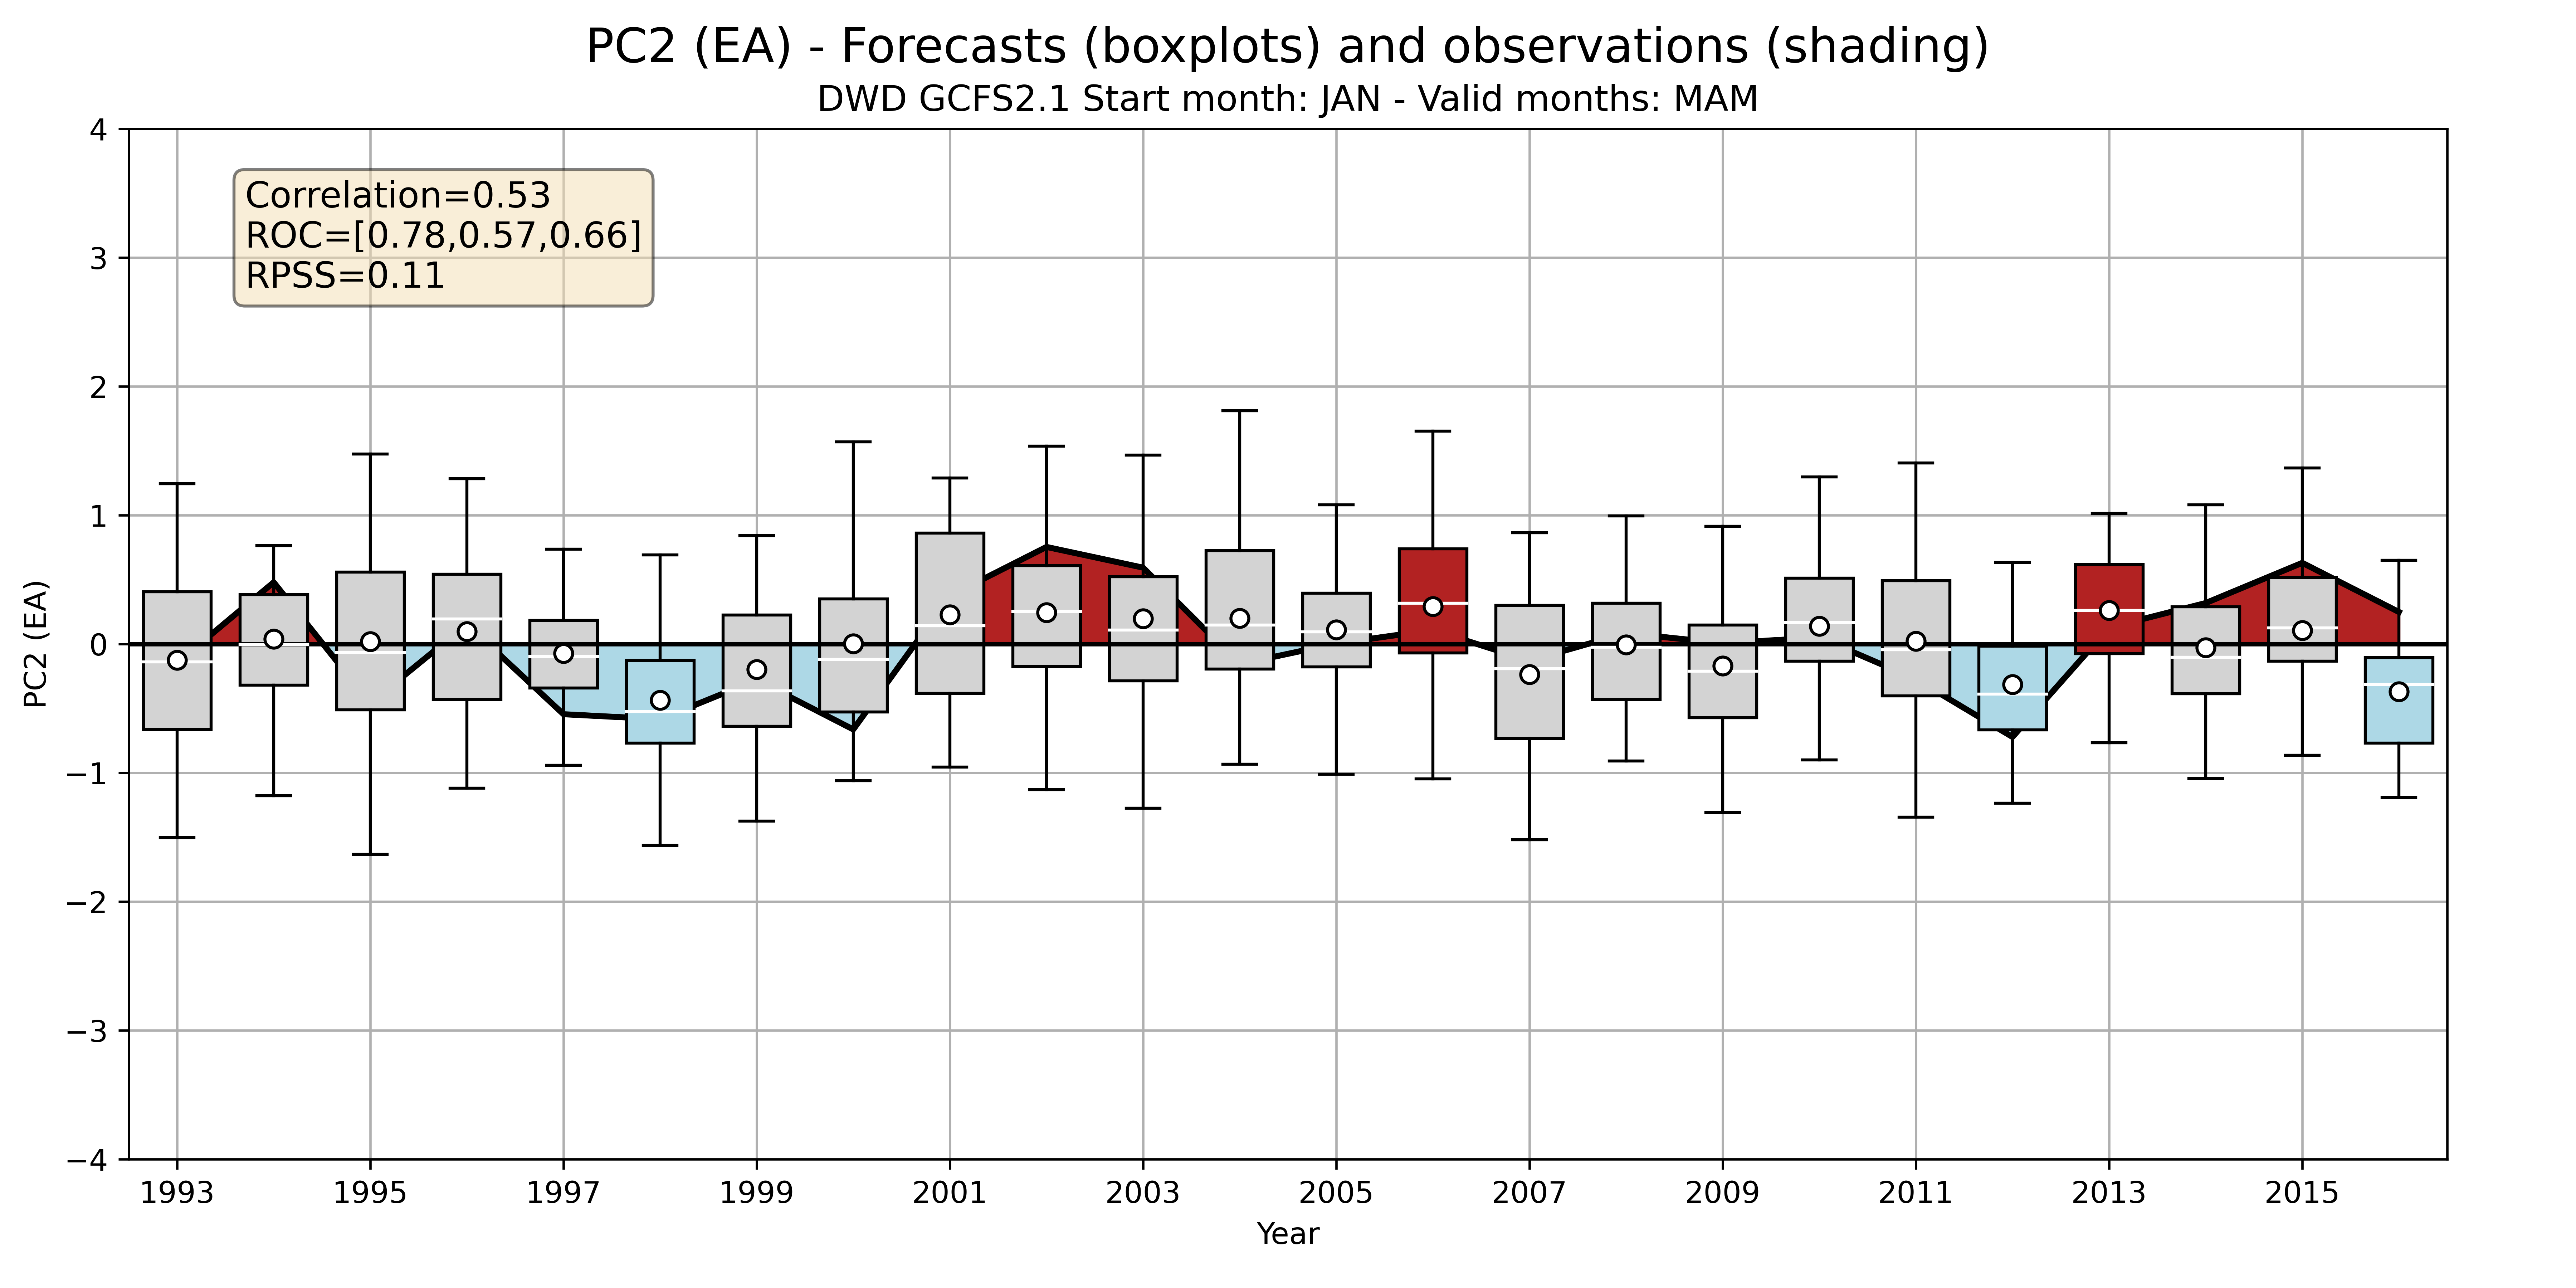 PC2 (EA) - Forecasts (boxplots) and observations (shading)
DWD GCFS2.1 Start month: JAN - Valid months: MAM
Correlation=0.53
ROC=[0.78,0.57,0.66]
RPSS=0.11
PC2 (EA)
4
3
2
1
0
−1
−2
−3
−4
1993 1995 1997 1999 2001 2003 2005 2007 2009 2011 2013 2015
Year